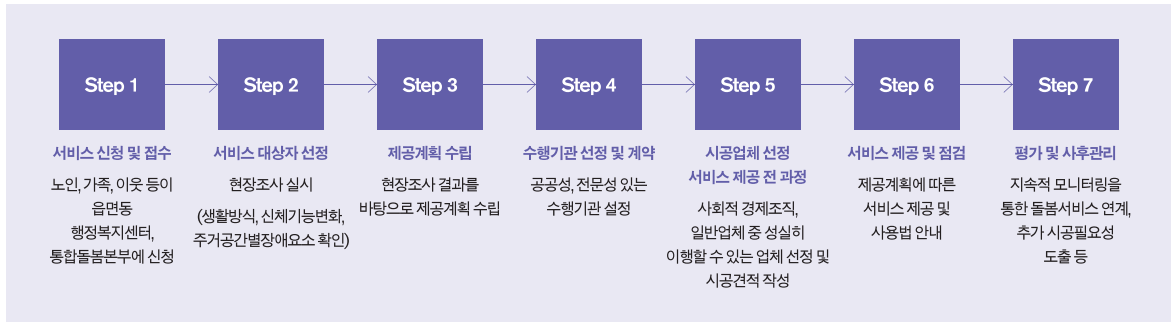 Step 1
서비스 신청 및 접수
노인, 가족, 이웃 등이
읍면동
행정복지센터,
통합돌봄본부에 신청
Step 2
서비스 대상자 선정
현장조사 실시
(생활방식, 신체기능변화,
주거공간별장애요소 확인)
Step 3
제공계획 수립
현장조사 결과를
바탕으로 제공계획 수립
Step 4
수행기관 선정 및 계약
공공성, 전문성 있는
수행기관 설정
Step 5
시공업체 선정
서비스 제공 전 과정
사회적 경제조직,
일반업체 중 성실히
이행할 수 있는 업체 선정 및
시공견적 작성
Step 6
서비스 제공 및 점검
제공계획에 따른
서비스 제공 및
사용법 안내
Step 7
평가 및 사후관리
지속적 모니터링을
통한 돌봄서비스 연계,
추가 시공필요성
도출 등